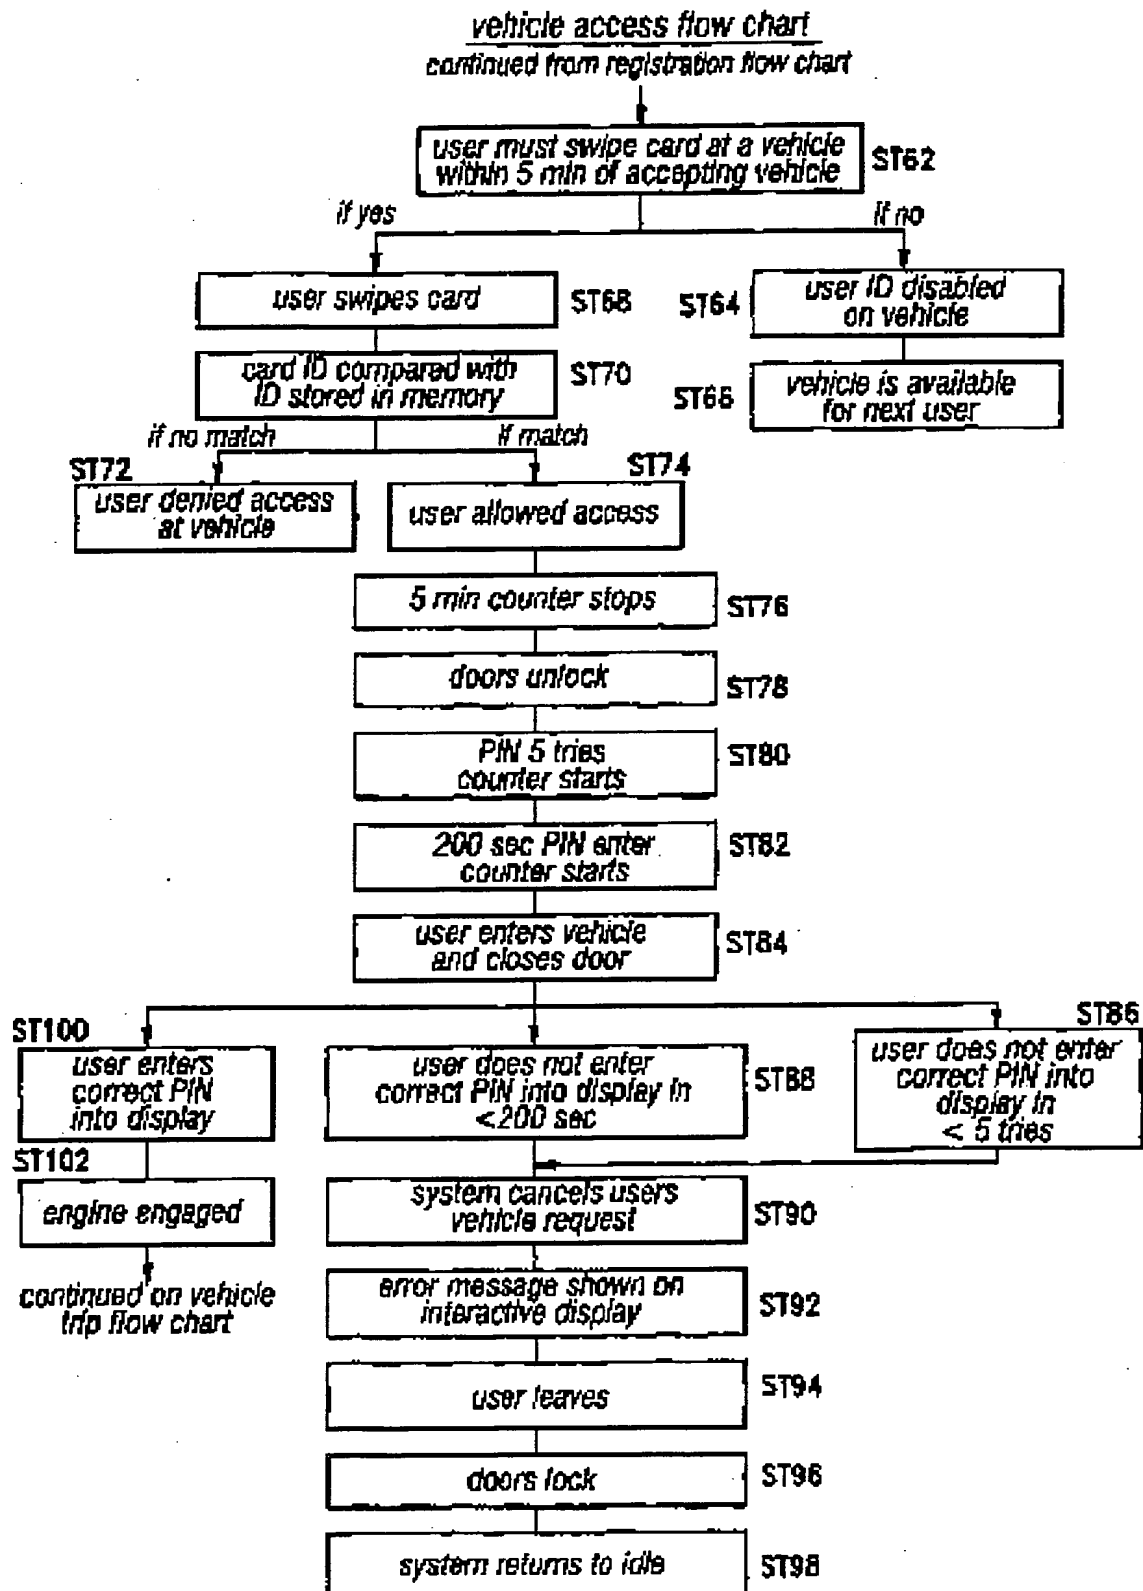 vehicle access flow chart
continued from registration flow chart
user must swipe card at a vehicle
within 5 min of accepting vehicle
ST62
if yes
if no
user swipes card
ST68
ST64
user ID disabled
on vehicle
card ID compared with
ID stored in memory
ST70
ST66
vehicle is available
for next user
if no match
if match
ST72
user denied access
at vehicle
ST74
user allowed access
5 min counter stops
ST76
doors unlock
ST78
PIN 5 tries
counter starts
ST80
200 sec PIN enter
counter starts
ST82
user enters vehicle
and closes door
ST84
ST100
user enters
correct PIN
into display
user does not enter
correct PIN into display in
<200 sec
ST88
ST86
user does not enter
correct PIN into
display in
< 5 tries
ST102
engine engaged
continued on vehicle
trip flow chart
system cancels users
vehicle request
ST90
error message shown on
interactive display
ST92
user leaves
ST94
doors lock
ST96
system returns to idle
ST98